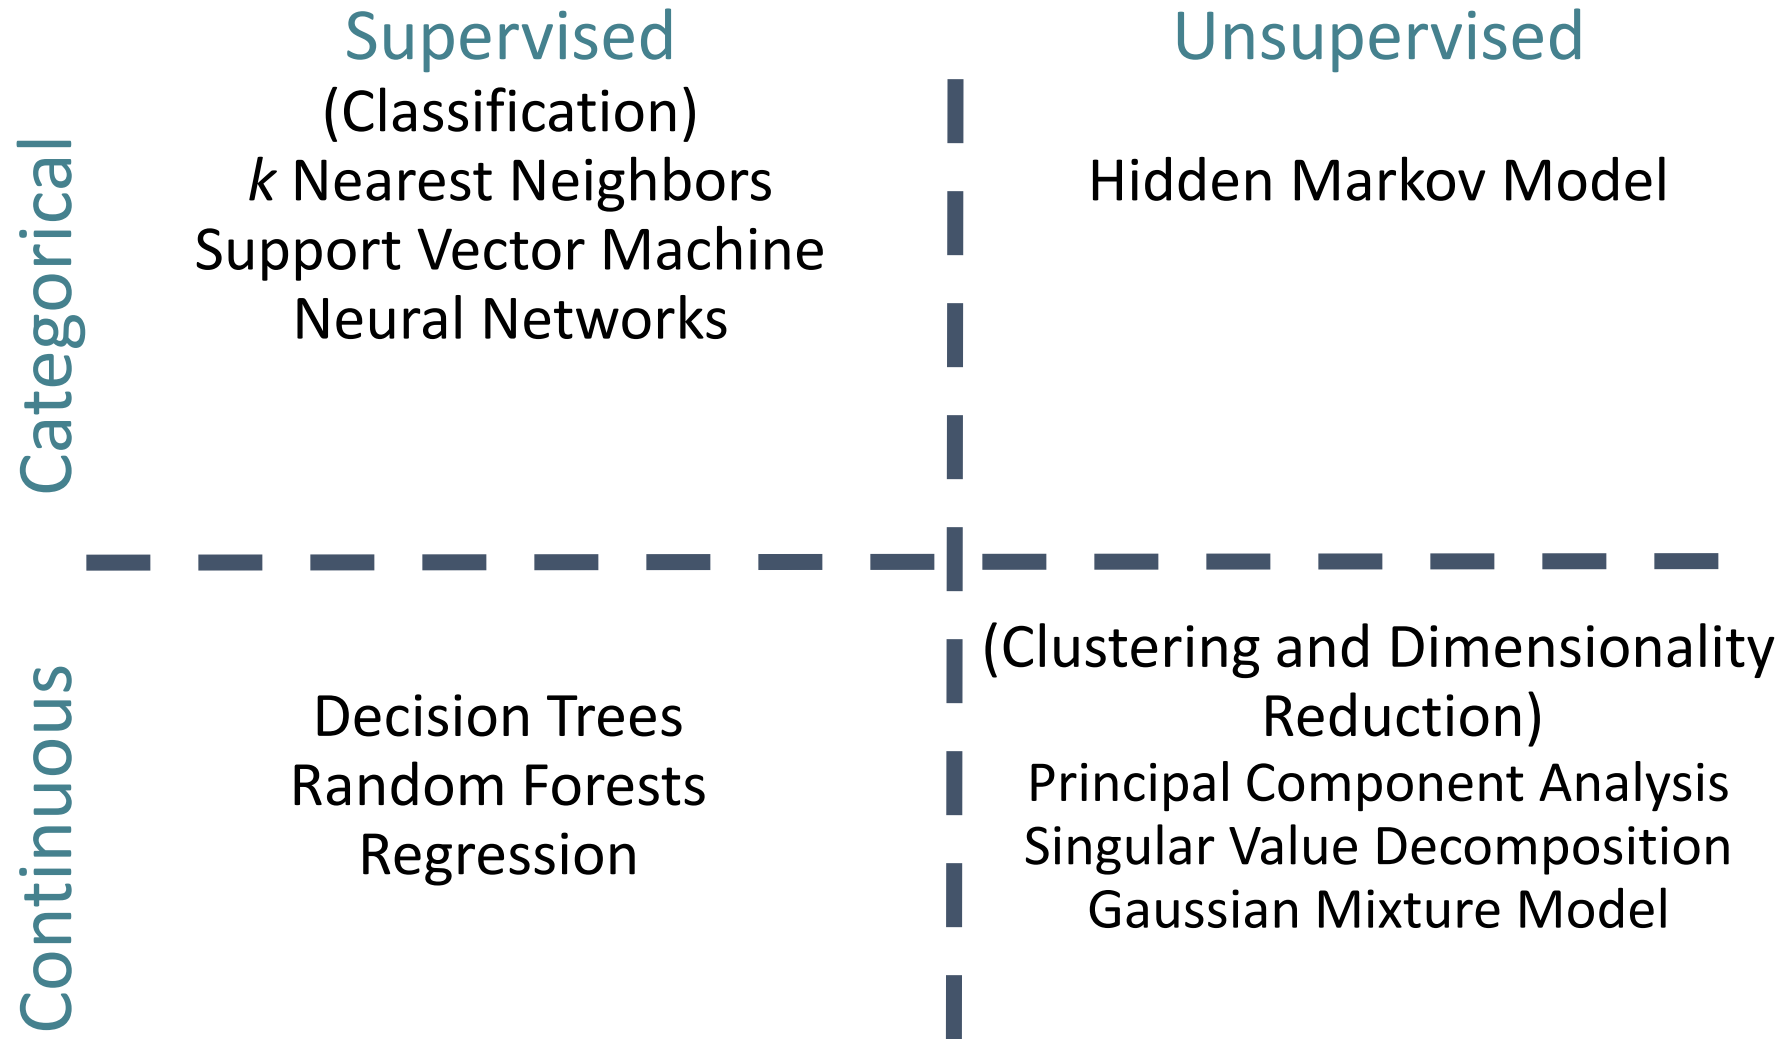 Supervised
Unsupervised
Categorical
(Classification)
k Nearest Neighbors
Support Vector Machine
Neural Networks
Hidden Markov Model
Continuous
Decision Trees
Random Forests
Regression
(Clustering and Dimensionality
Reduction)
Principal Component Analysis
Singular Value Decomposition
Gaussian Mixture Model